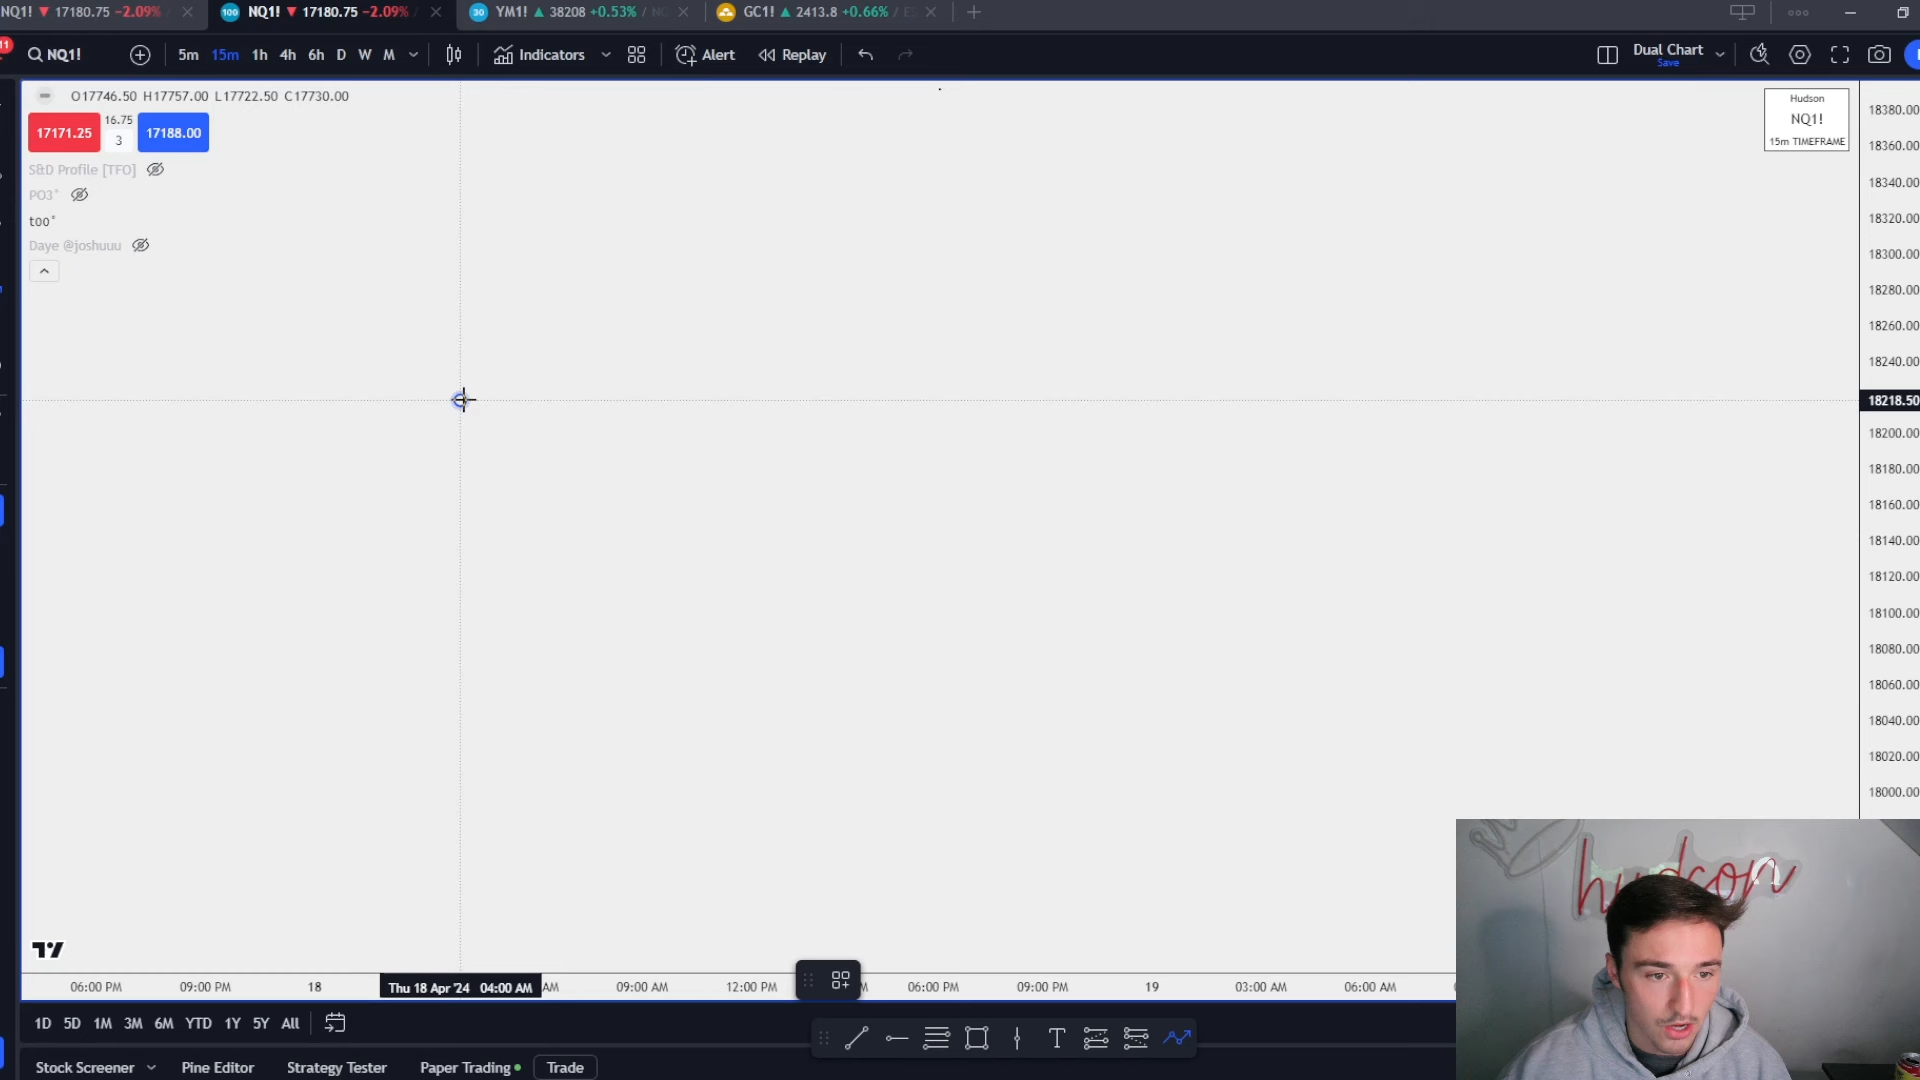 NQ1! ▼ 17180.75 −2.09% /
100 NQ1! ▼ 17180.75 −2.09% /
30 YM1! ▲ 38208 +0.53% / NQ
GC1! ▲ 2413.8 +0.66% / ES
11
NQ1!
5m 15m 1h 4h 6h D W M
Indicators
Alert
Replay
Dual Chart
Save
O17746.50 H17757.00 L17722.50 C17730.00
17171.25
16.75
3
17188.00
S&D Profile [TFO]
PO3*
too*
Daye @joshuuu
Hudson
NQ1!
15m TIMEFRAME
18380.00
18360.00
18340.00
18320.00
18300.00
18280.00
18260.00
18240.00
18218.50
18200.00
18180.00
18160.00
18140.00
18120.00
18100.00
18080.00
18060.00
18040.00
18020.00
18000.00
hudson
06:00 PM 09:00 PM 18 Thu 18 Apr '24 04:00 AM AM 09:00 AM 12:00 PM 06:00 PM 09:00 PM 19 03:00 AM 06:00 AM
1D 5D 1M 3M 6M YTD 1Y 5Y All
T
Stock Screener Pine Editor Strategy Tester Paper Trading Trade